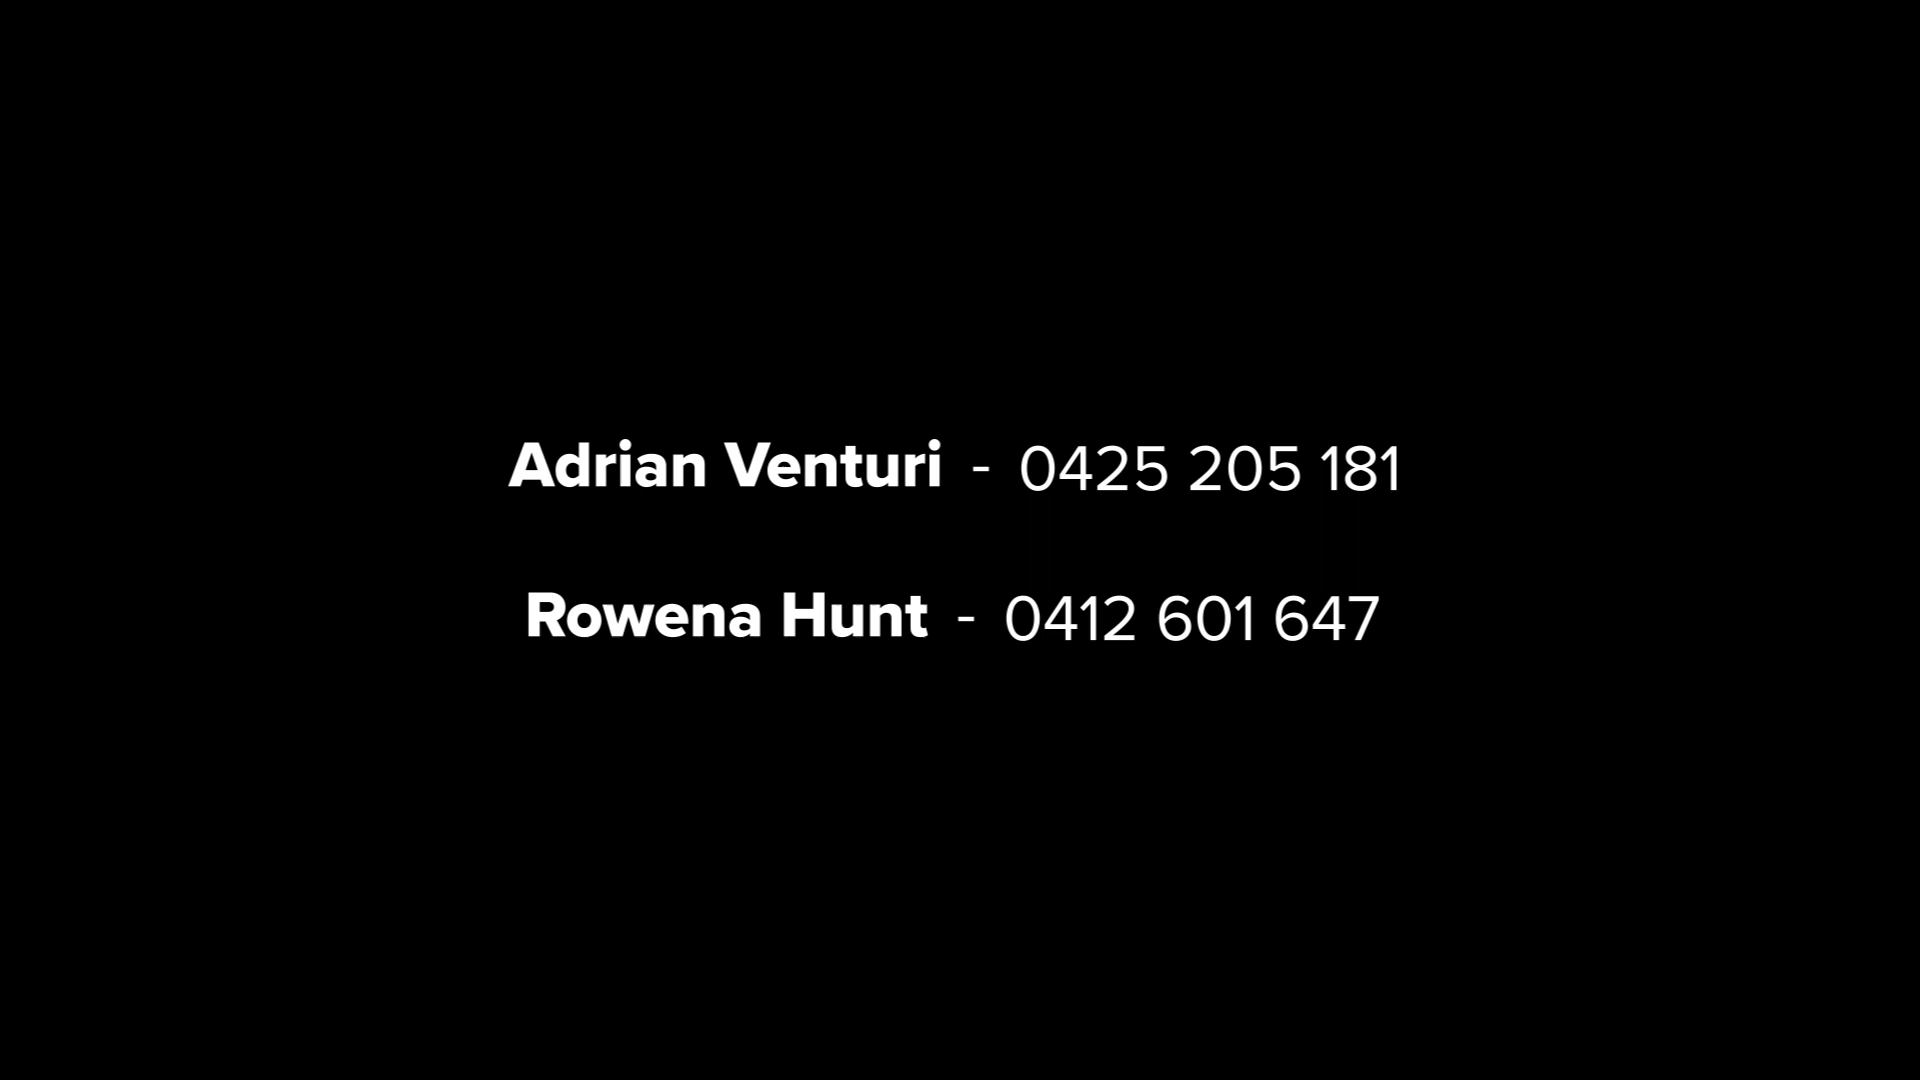 Adrian Venturi - 0425 205 181
Rowena Hunt - 0412 601 647